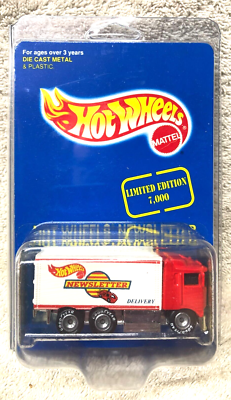 For ages over 3 years
DIE CAST METAL
& PLASTIC.
Hot Wheels
MATTEL
LIMITED EDITION
7,000
Hot Wheels
NEWSLETTER
DELIVERY